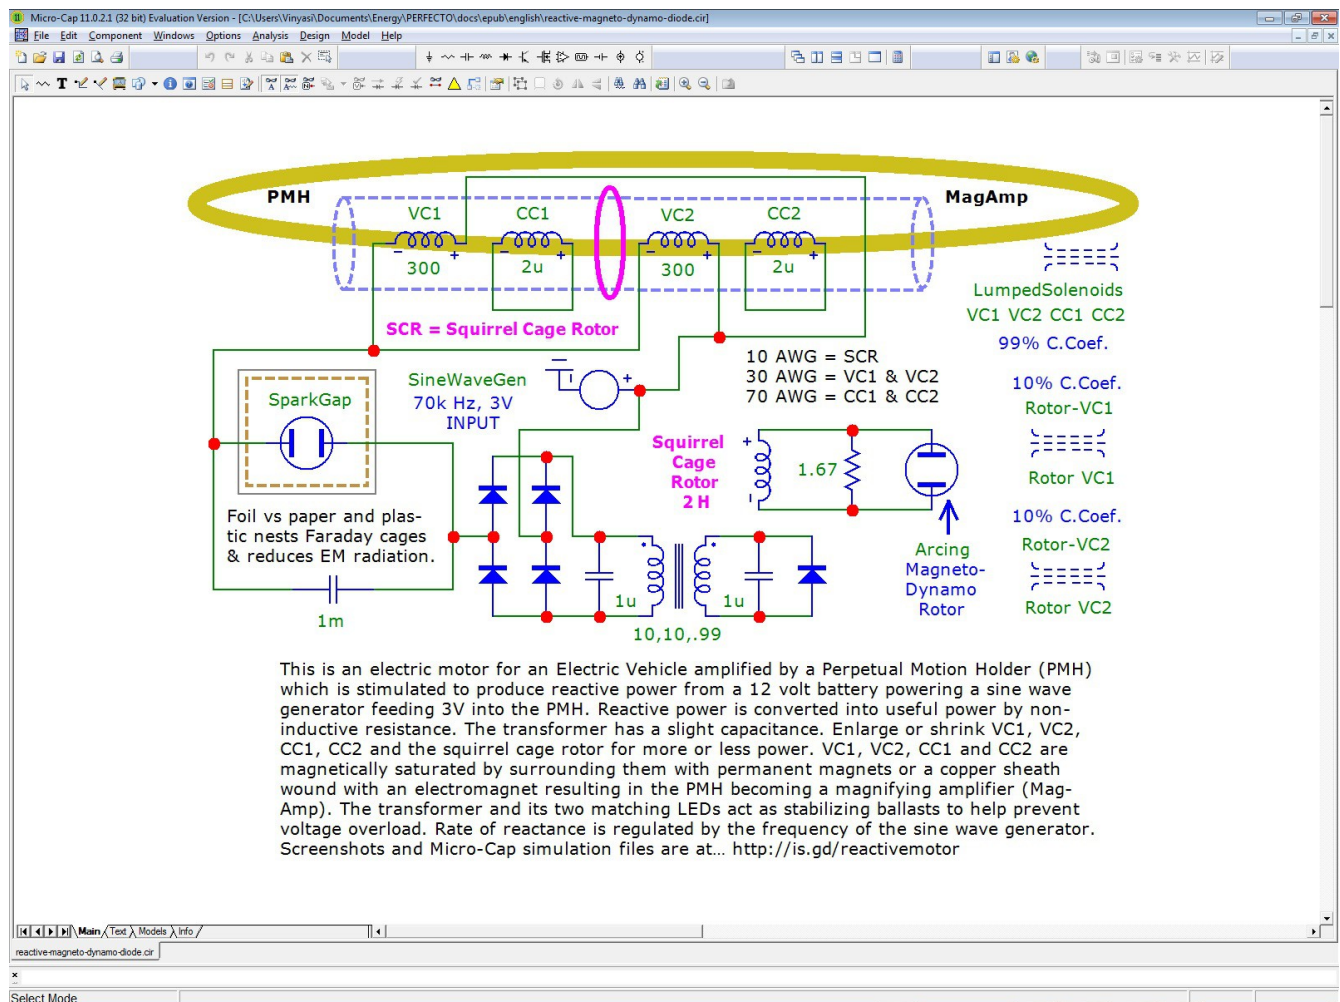 Micro-Cap 11.0.2.1 (32 bit) Evaluation Version - [C:\Users\Vinyasi\Documents\Energy\PERFECTO\docs\epub\english\reactive-magneto-dynamo-diode.cir]
File Edit Component Windows Options Analysis Design Model Help
PMH
MagAmp
VC1 CC1 VC2 CC2
300 2u 300 2u
LumpedSolenoids
VC1 VC2 CC1 CC2
99% C.Coef.
SCR = Squirrel Cage Rotor
10 AWG = SCR
30 AWG = VC1 & VC2
70 AWG = CC1 & CC2
SineWaveGen
70k Hz, 3V
INPUT
SparkGap
10% C.Coef.
Rotor-VC1
Rotor VC1
Squirrel
Cage
Rotor
2 H
1.67
Foil vs paper and plas-
tic nests Faraday cages
& reduces EM radiation.
1m
1u
1u
10,10,.99
Arcing
Magneto-
Dynamo
Rotor
10% C.Coef.
Rotor-VC2
Rotor VC2
This is an electric motor for an Electric Vehicle amplified by a Perpetual Motion Holder (PMH)
which is stimulated to produce reactive power from a 12 volt battery powering a sine wave
generator feeding 3V into the PMH. Reactive power is converted into useful power by non-
inductive resistance. The transformer has a slight capacitance. Enlarge or shrink VC1, VC2,
CC1, CC2 and the squirrel cage rotor for more or less power. VC1, VC2, CC1 and CC2 are
magnetically saturated by surrounding them with permanent magnets or a copper sheath
wound with an electromagnet resulting in the PMH becoming a magnifying amplifier (Mag-
Amp). The transformer and its two matching LEDs act as stabilizing ballasts to help prevent
voltage overload. Rate of reactance is regulated by the frequency of the sine wave generator.
Screenshots and Micro-Cap simulation files are at... http://is.gd/reactivemotor
Main Text Models Info
reactive-magneto-dynamo-diode.cir
Select Mode